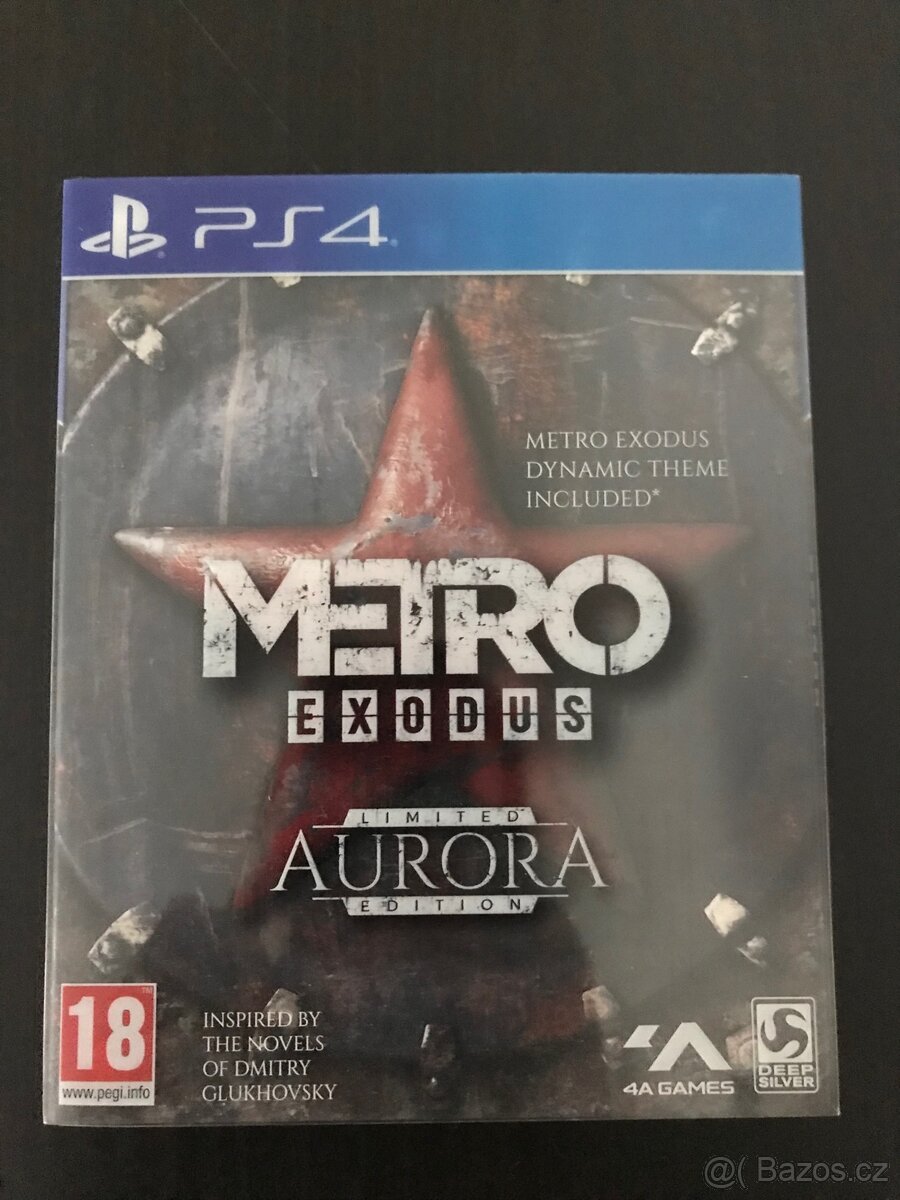 PS4
METRO EXODUS
DYNAMIC THEME
INCLUDED*
METRO
EXODUS
LIMITED
AURORA
EDITION
18
TM
www.pegi.info
INSPIRED BY
THE NOVELS
OF DMITRY
GLUKHOVSKY
4A GAMES
DEEP
SILVER
@( Bazos.cz